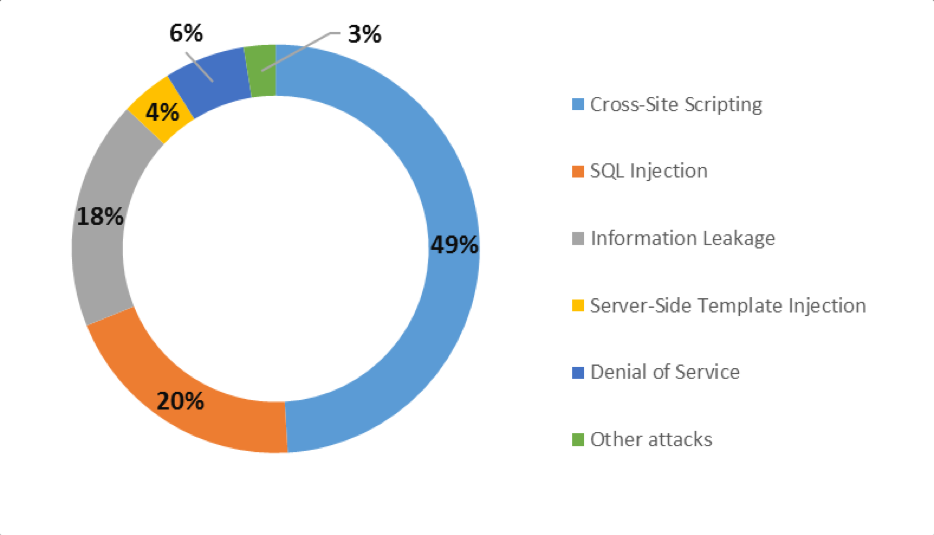 6%
3%
4%
18%
49%
20%
Cross-Site Scripting
SQL Injection
Information Leakage
Server-Side Template Injection
Denial of Service
Other attacks